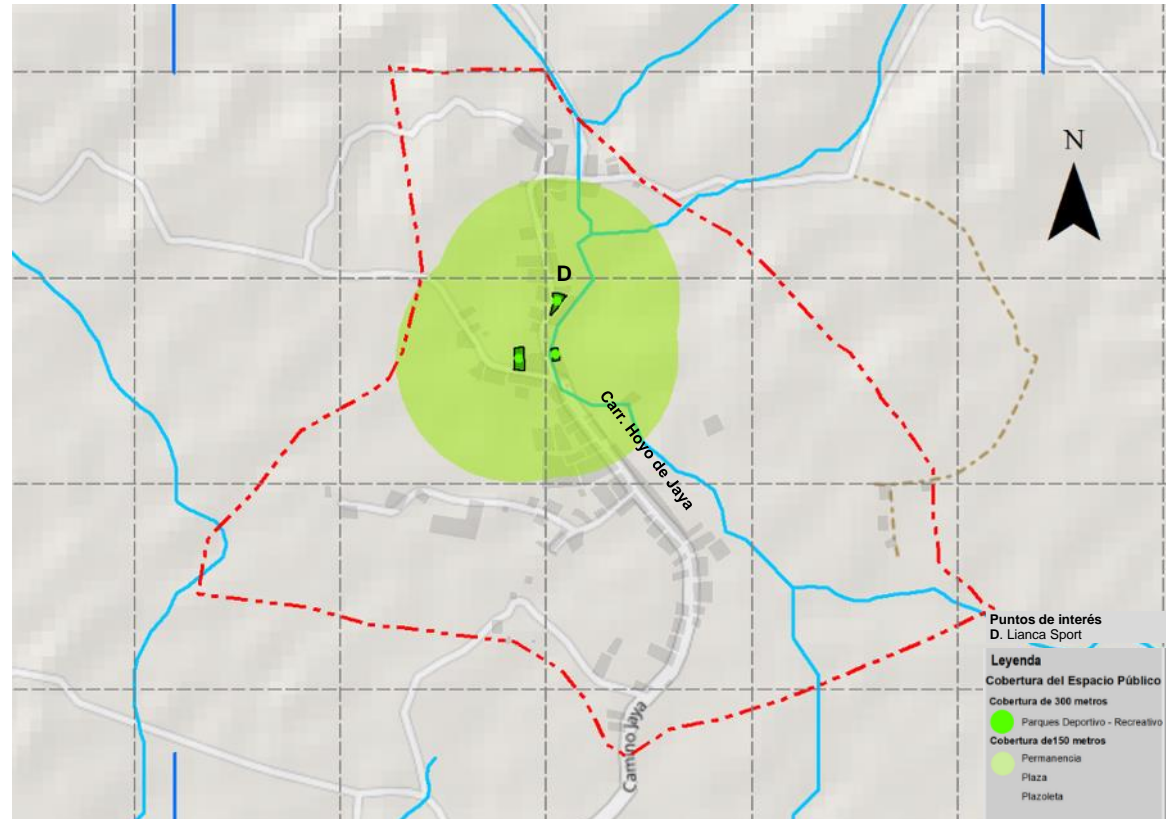 N
D
Carr. Hoyo de Jaya
Camino Jaya
Puntos de interés
D. Lianca Sport
Leyenda
Cobertura del Espacio Público
Cobertura de 300 metros
Parques Deportivo - Recreativo
Cobertura de150 metros
Permanencia
Plaza
Plazoleta